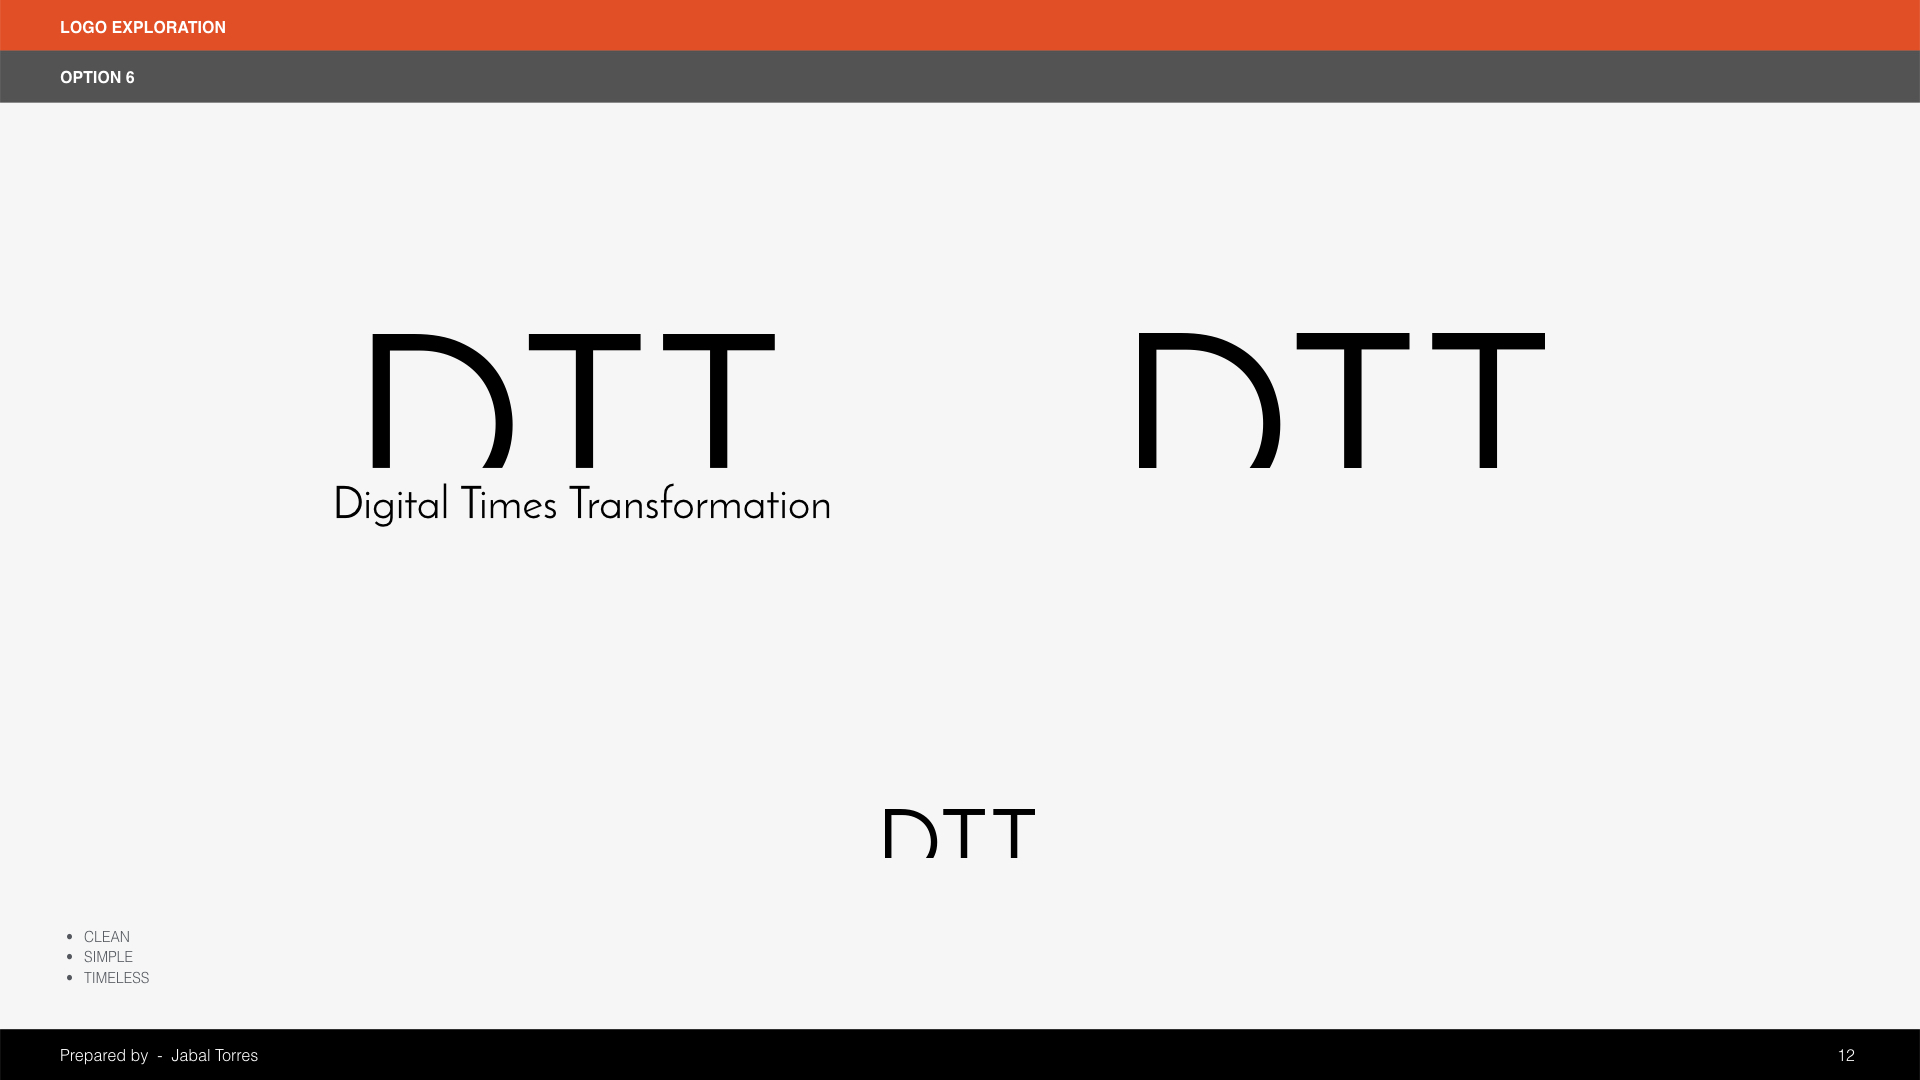 LOGO EXPLORATION
OPTION 6
DTT
Digital Times Transformation
DTT
DTT
• CLEAN
• SIMPLE
• TIMELESS
Prepared by - Jabal Torres
12